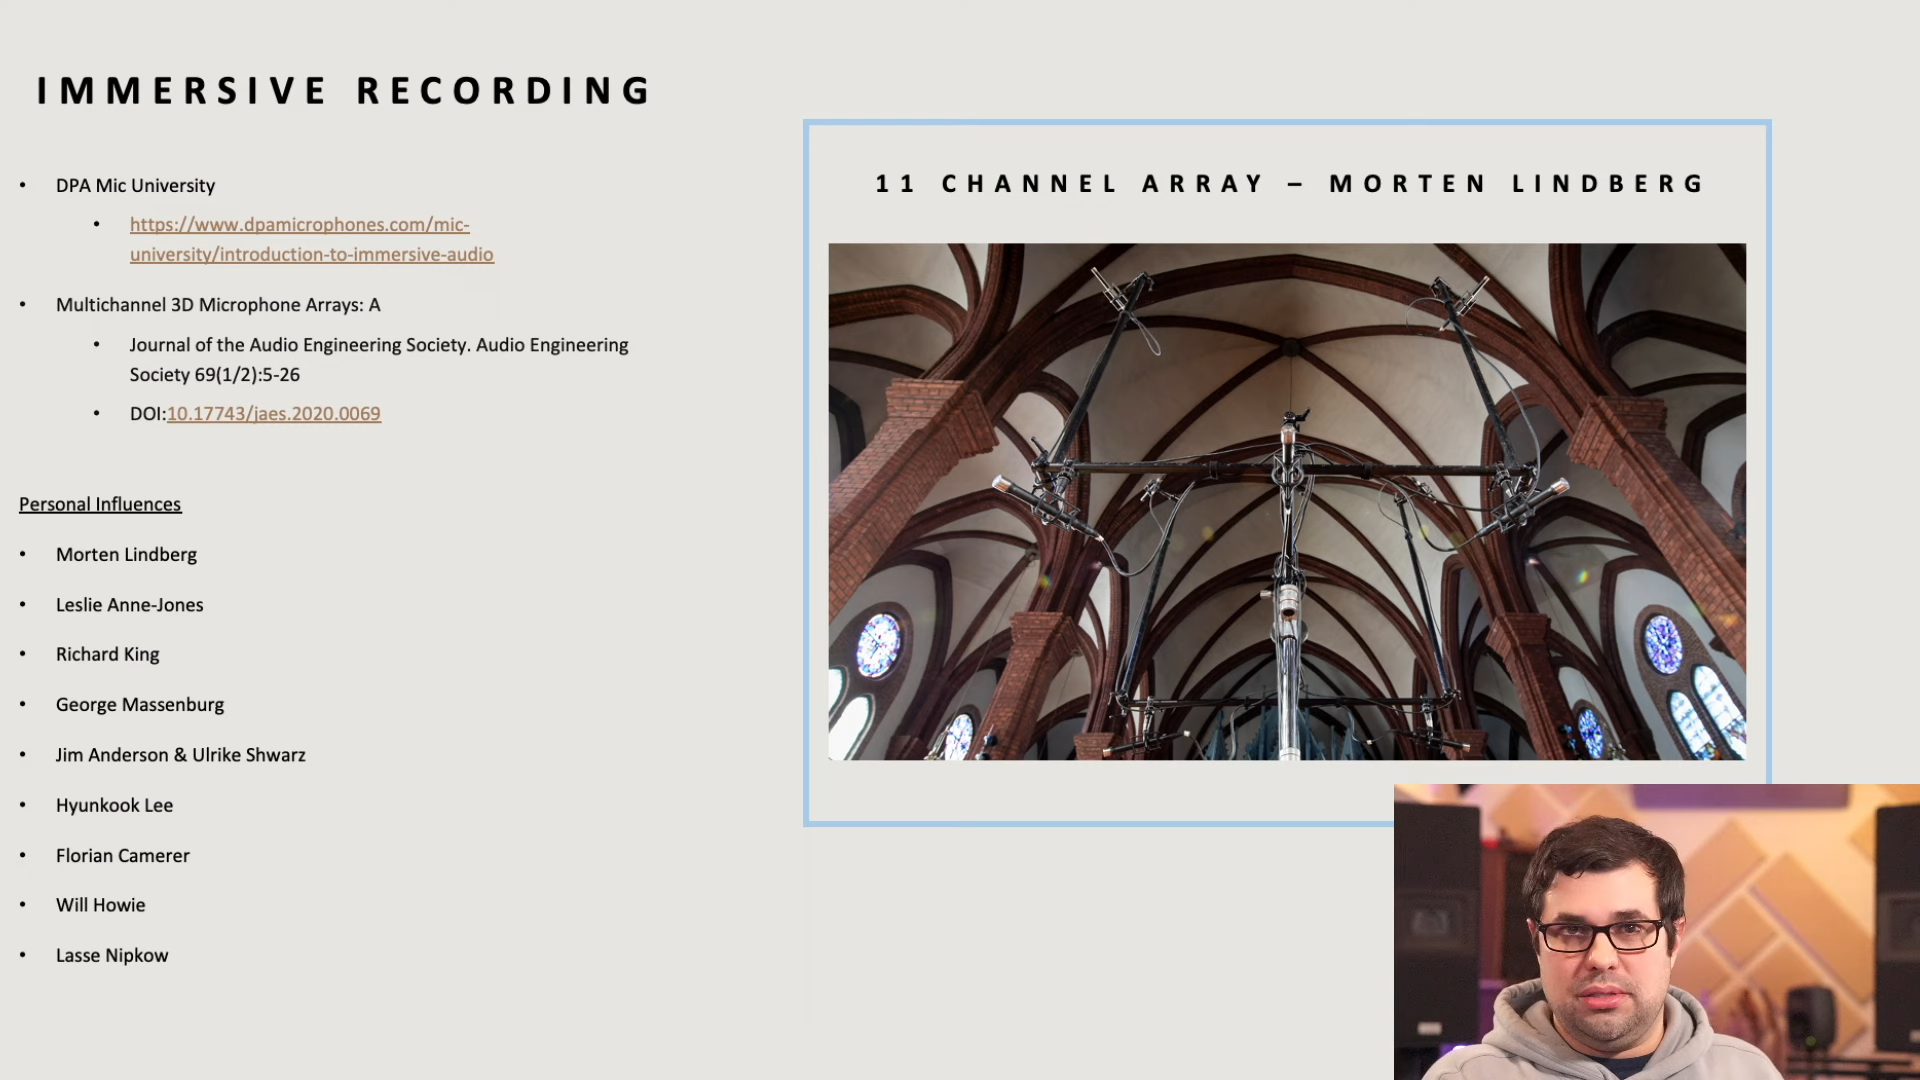 IMMERSIVE RECORDING
• DPA Mic University
• https://www.dpamicrophones.com/mic-
university/introduction-to-immersive-audio
• Multichannel 3D Microphone Arrays: A
• Journal of the Audio Engineering Society. Audio Engineering
Society 69(1/2):5-26
• DOI:10.17743/jaes.2020.0069
Personal Influences
• Morten Lindberg
• Leslie Anne-Jones
• Richard King
• George Massenburg
• Jim Anderson & Ulrike Shwarz
• Hyunkook Lee
• Florian Camerer
• Will Howie
• Lasse Nipkow
11 CHANNEL ARRAY – MORTEN LINDBERG